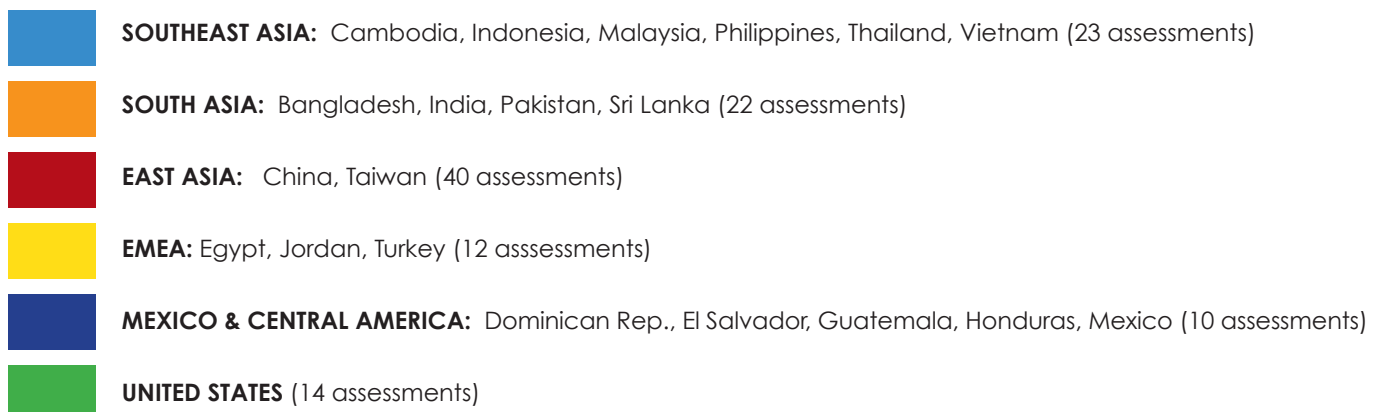 SOUTHEAST ASIA: Cambodia, Indonesia, Malaysia, Philippines, Thailand, Vietnam (23 assessments)
SOUTH ASIA: Bangladesh, India, Pakistan, Sri Lanka (22 assessments)
EAST ASIA: China, Taiwan (40 assessments)
EMEA: Egypt, Jordan, Turkey (12 asssessments)
MEXICO & CENTRAL AMERICA: Dominican Rep., El Salvador, Guatemala, Honduras, Mexico (10 assessments)
UNITED STATES (14 assessments)